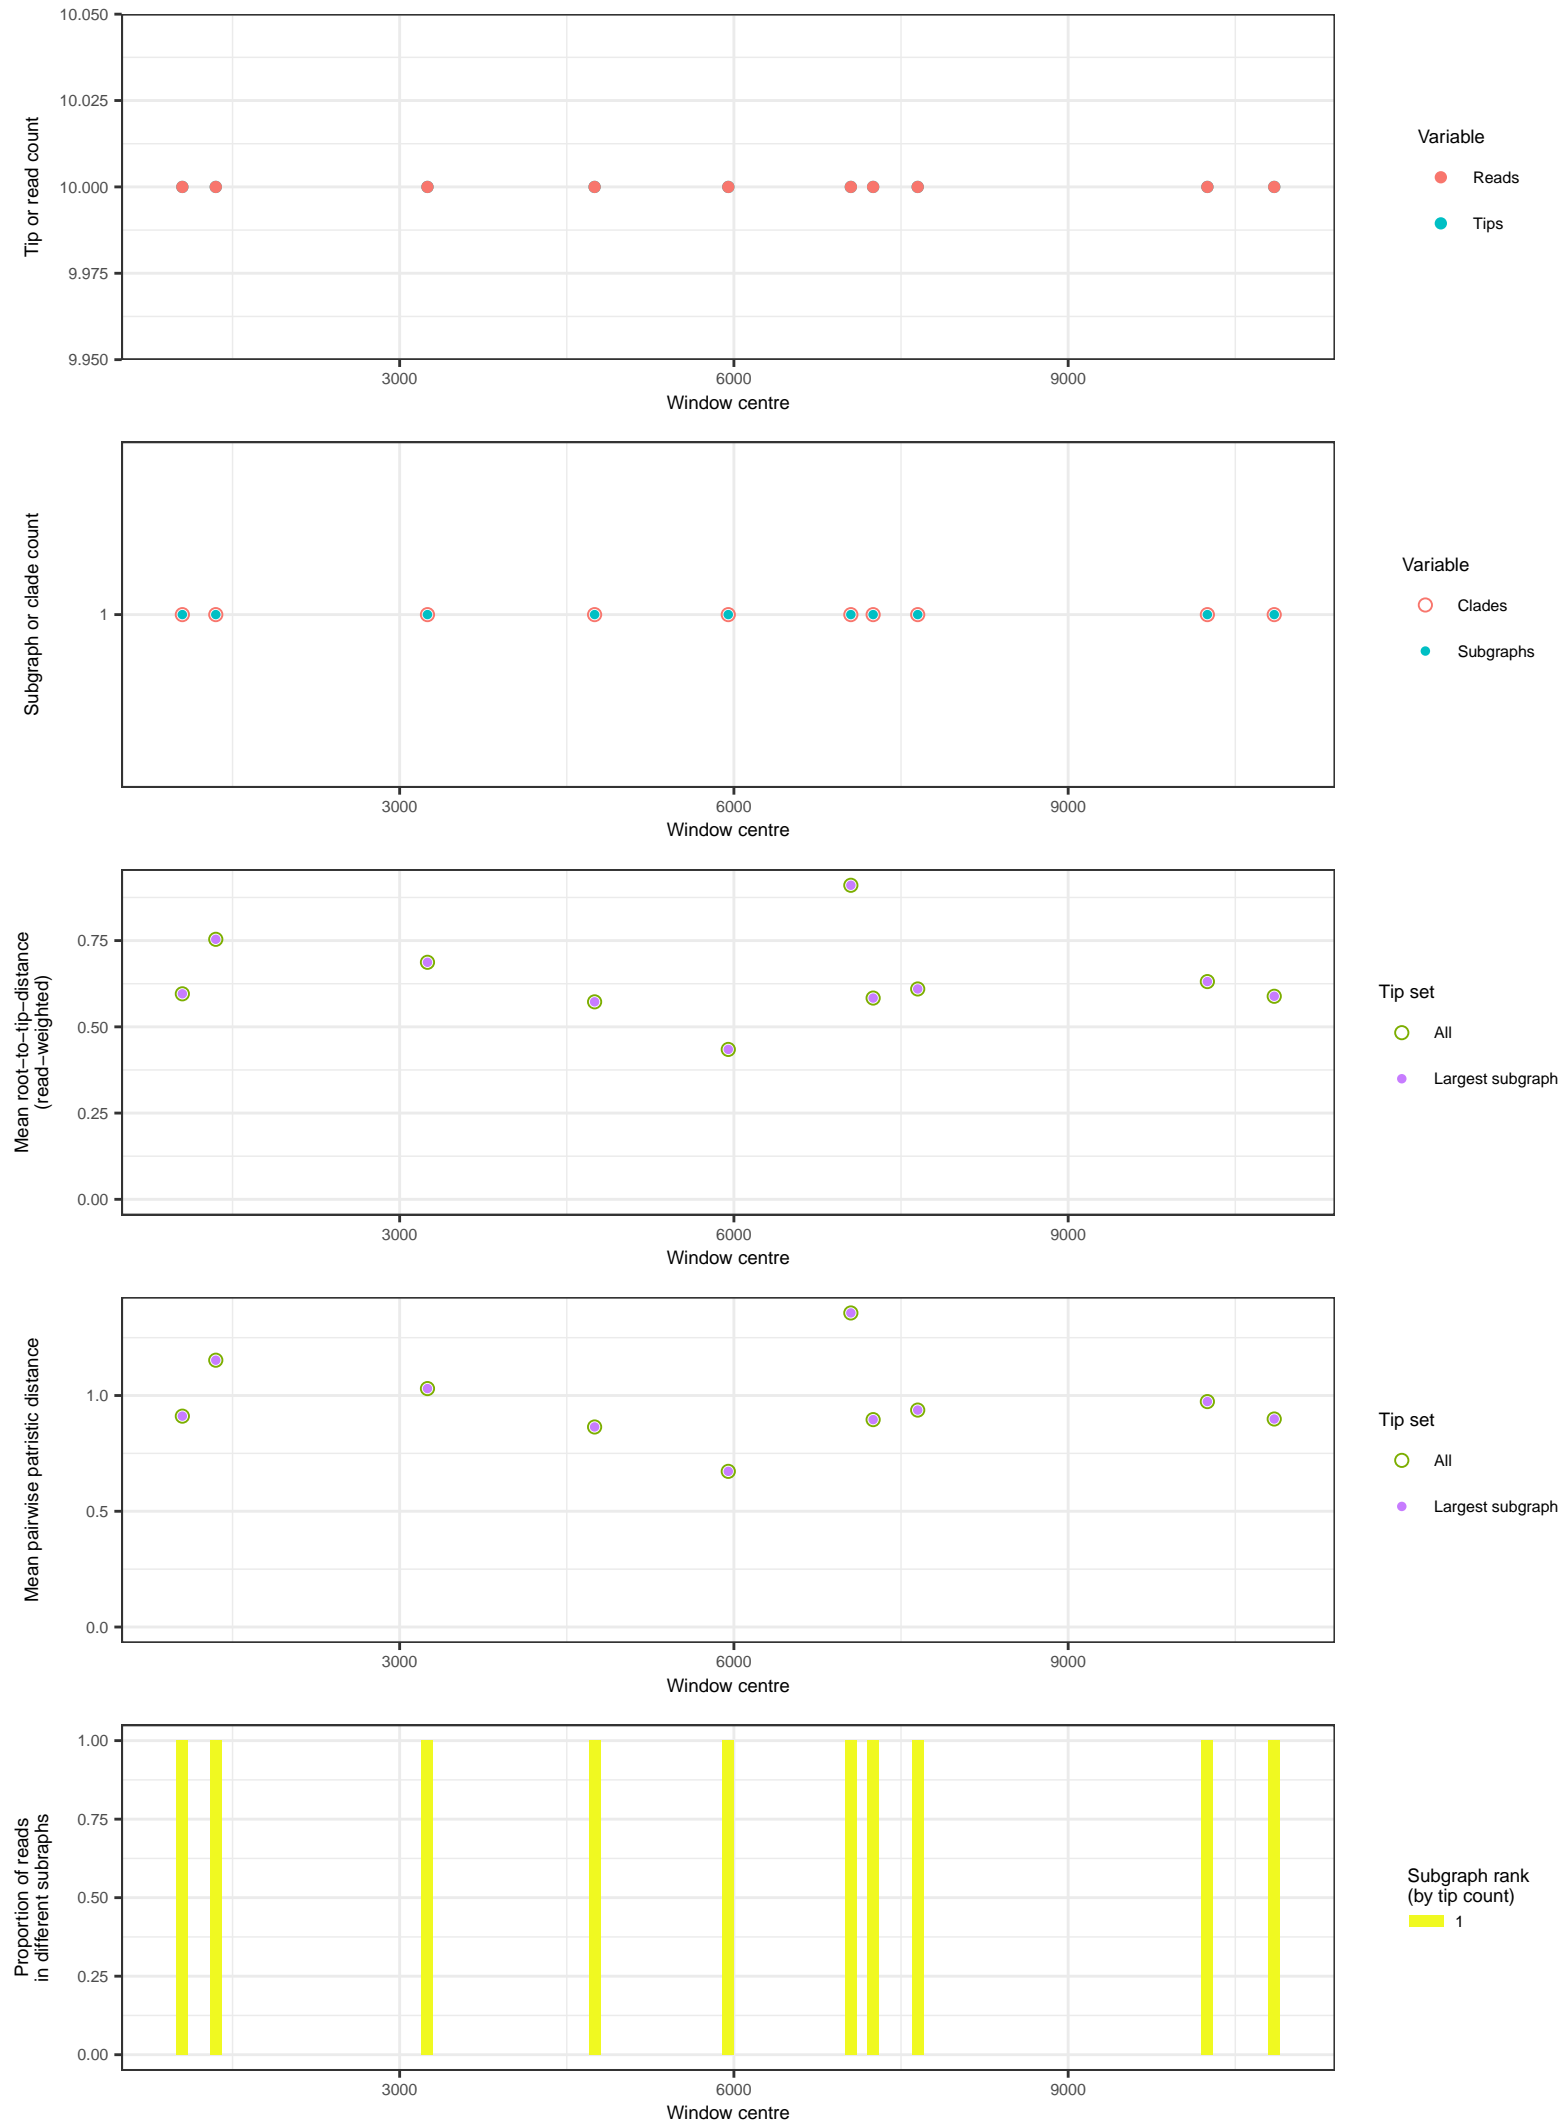 10.050
10.025
10.000
9.975
9.950
Tip or read count
3000 6000 9000
Window centre
Variable
Reads
Tips
1
Subgraph or clade count
3000 6000 9000
Window centre
Variable
Clades
Subgraphs
0.75
0.50
0.25
0.00
Mean root−to−tip−distance
(read−weighted)
3000 6000 9000
Window centre
Tip set
All
Largest subgraph
1.0
0.5
0.0
Mean pairwise patristic distance
3000 6000 9000
Window centre
Tip set
All
Largest subgraph
1.00
0.75
0.50
0.25
0.00
Proportion of reads
in different subraphs
3000 6000 9000
Window centre
Subgraph rank
(by tip count)
1